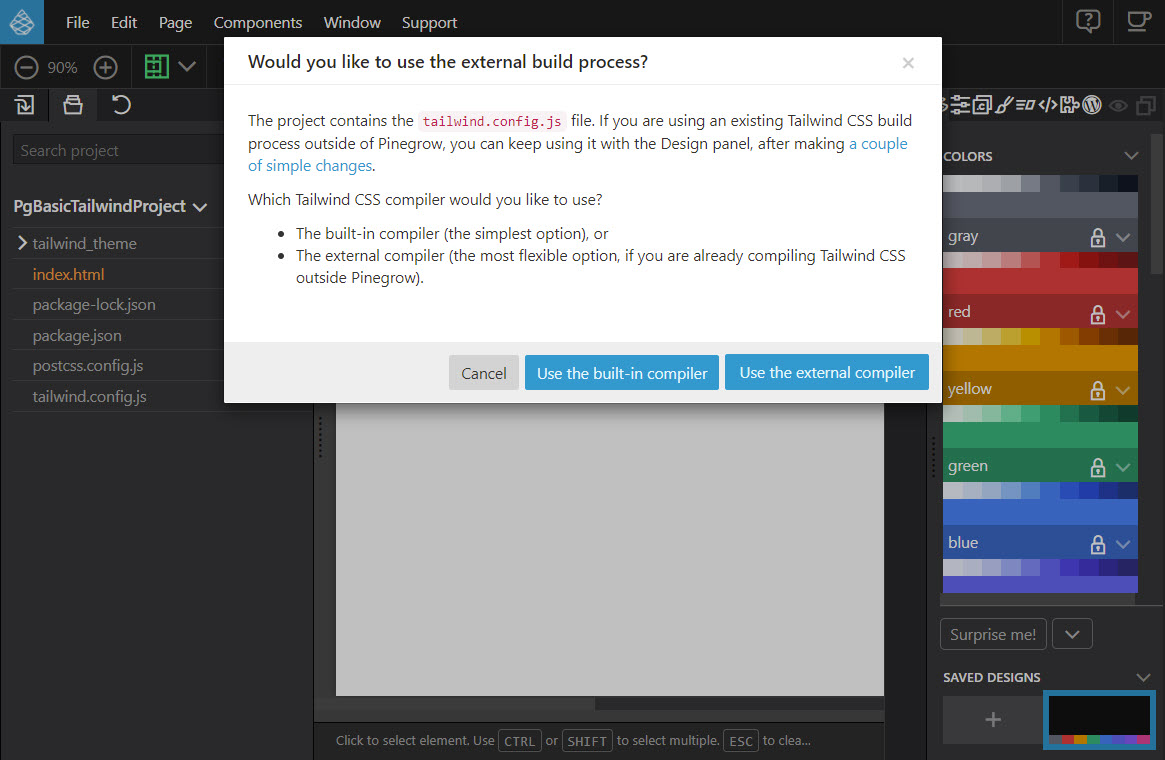 File Edit Page Components Window Support
90%
Search project
PgBasicTailwindProject
tailwind_theme
index.html
package-lock.json
package.json
postcss.config.js
tailwind.config.js
Would you like to use the external build process?
×
The project contains the tailwind.config.js file. If you are using an existing Tailwind CSS build
process outside of Pinegrow, you can keep using it with the Design panel, after making a couple
of simple changes.
Which Tailwind CSS compiler would you like to use?
• The built-in compiler (the simplest option), or
• The external compiler (the most flexible option, if you are already compiling Tailwind CSS
outside Pinegrow).
Cancel Use the built-in compiler Use the external compiler
COLORS
gray
red
yellow
green
blue
Surprise me!
SAVED DESIGNS
+
Click to select element. Use CTRL or SHIFT to select multiple. ESC to clea...